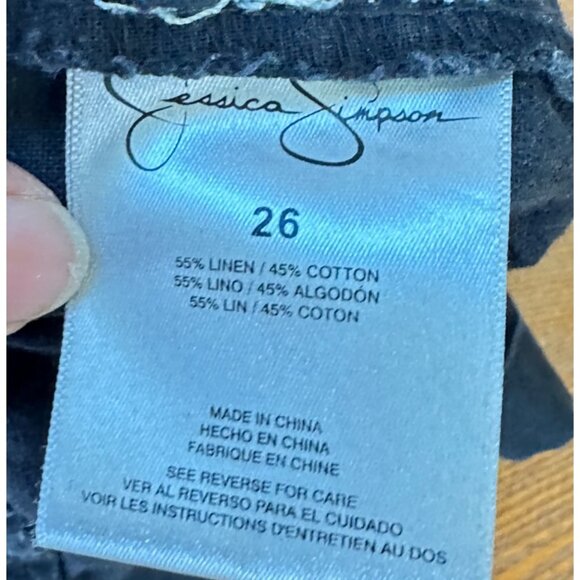 Jessica Simpson
26
55% LINEN / 45% COTTON
55% LINO / 45% ALGODÓN
55% LIN / 45% COTON
MADE IN CHINA
HECHO EN CHINA
FABRIQUE EN CHINE
SEE REVERSE FOR CARE
VER AL REVERSO PARA EL CUIDADO
VOIR LES INSTRUCTIONS D'ENTRETIEN AU DOS